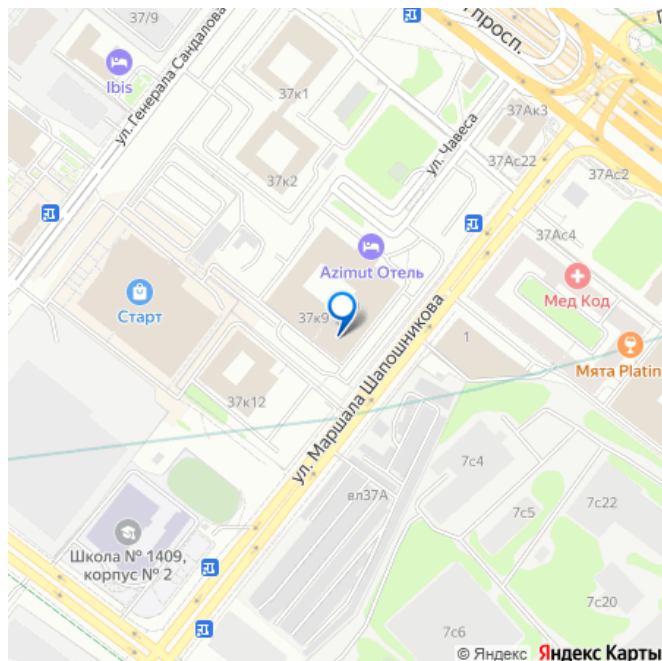 37/9
просп.
Ibis
ул. Генерала Сандалова
37к1
37Ак3
ул. Чавеса
37Ас22
37Ас2
37к2
37Ас4
Azimut Отель
Мед Код
Старт
37к9
1
Мята Platin
ул. Маршала Шапошникова
37к12
7с4
вл37А
7с22
7с5
Школа № 1409,
корпус № 2
7с20
7с6
© Яндекс Яндекс Карты